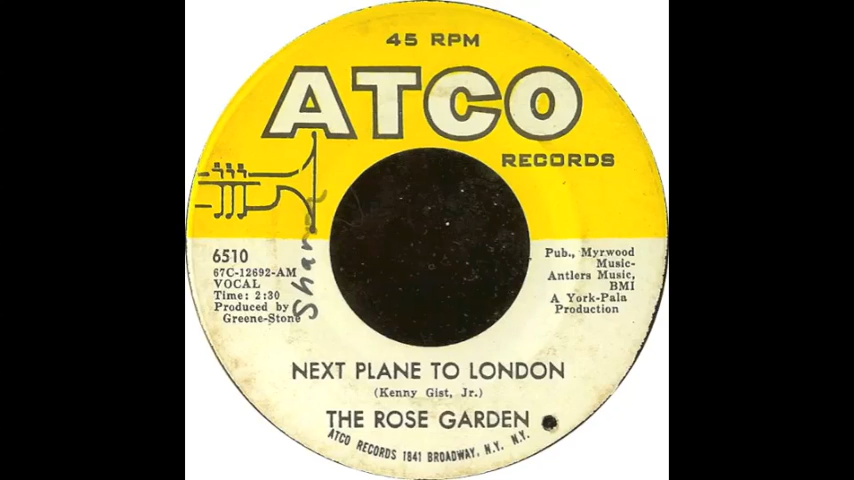 45 RPM
ATCO
RECORDS
6510
67C-12692-AM
VOCAL
Time: 2:30
Produced by
Greene-Stone
Pub., Myrwood
Music-
Antlers Music,
BMI
A York-Pala
Production
NEXT PLANE TO LONDON
(Kenny Gist, Jr.)
THE ROSE GARDEN
ATCO RECORDS 1841 BROADWAY, N.Y. N.Y.